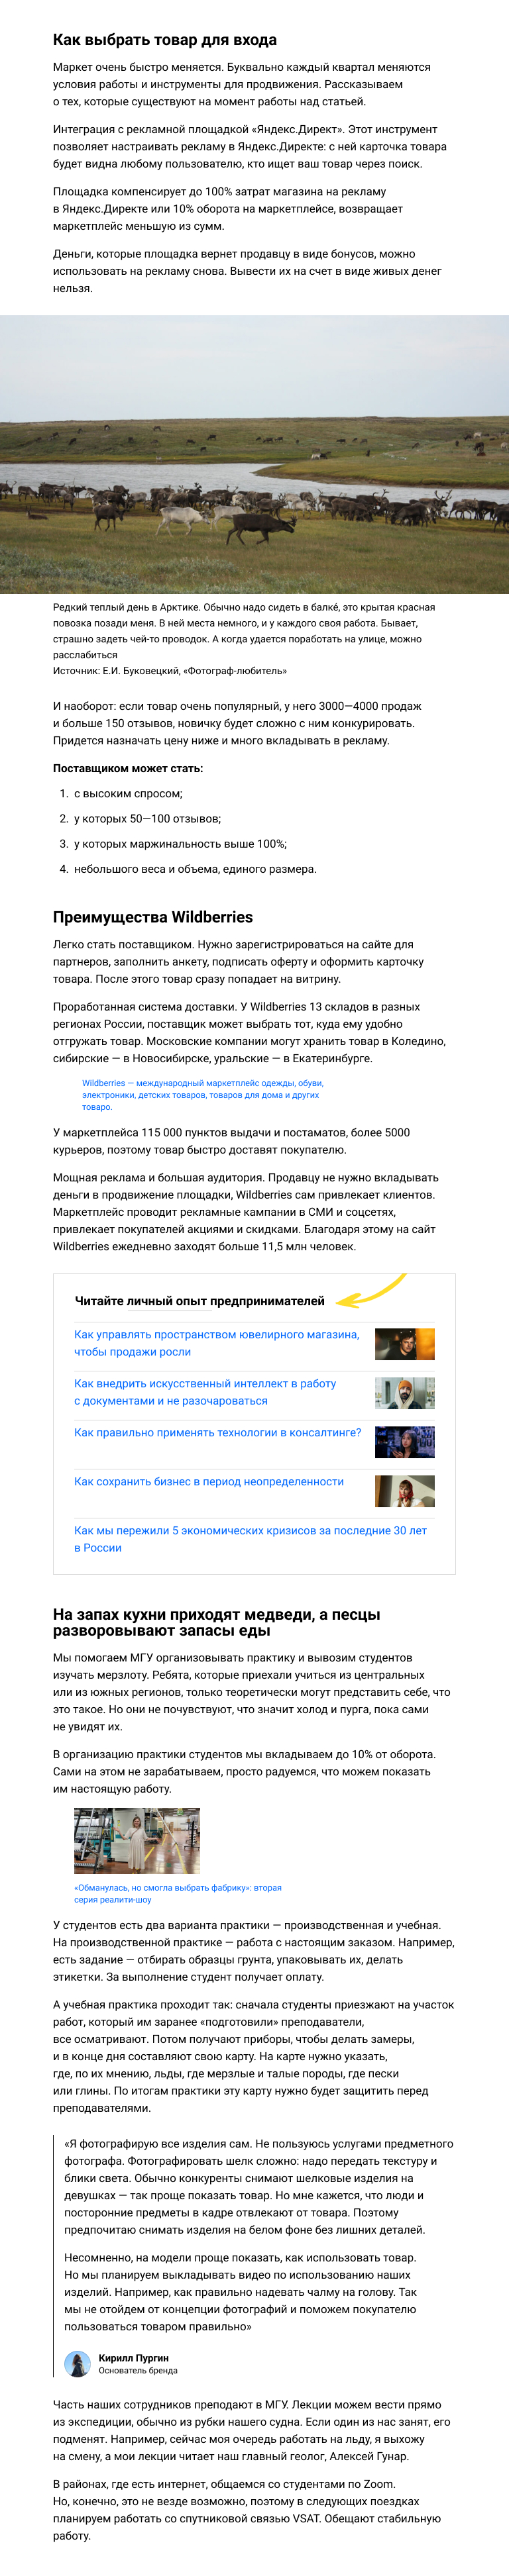 Как выбрать товар для входа
Маркет очень быстро меняется. Буквально каждый квартал меняются
условия работы и инструменты для продвижения. Рассказываем
о тех, которые существуют на момент работы над статьей.
Интеграция с рекламной площадкой «Яндекс.Директ». Этот инструмент
позволяет настраивать рекламу в Яндекс.Директе: с ней карточка товара
будет видна любому пользователю, кто ищет ваш товар через поиск.
Площадка компенсирует до 100% затрат магазина на рекламу
в Яндекс.Директе или 10% оборота на маркетплейсе, возвращает
маркетплейс меньшую из сумм.
Деньги, которые площадка вернет продавцу в виде бонусов, можно
использовать на рекламу снова. Вывести их на счет в виде живых денег
нельзя.
Редкий теплый день в Арктике. Обычно надо сидеть в балке́, это крытая красная
повозка позади меня. В ней места немного, и у каждого своя работа. Бывает,
страшно задеть чей-то проводок. А когда удается поработать на улице, можно
расслабиться
Источник: Е.И. Буковецкий, «Фотограф-любитель»
И наоборот: если товар очень популярный, у него 3000—4000 продаж
и больше 150 отзывов, новичку будет сложно с ним конкурировать.
Придется назначать цену ниже и много вкладывать в рекламу.
Поставщиком может стать:
1. с высоким спросом;
2. у которых 50—100 отзывов;
3. у которых маржинальность выше 100%;
4. небольшого веса и объема, единого размера.
Преимущества Wildberries
Легко стать поставщиком. Нужно зарегистрироваться на сайте для
партнеров, заполнить анкету, подписать оферту и оформить карточку
товара. После этого товар сразу попадает на витрину.
Проработанная система доставки. У Wildberries 13 складов в разных
регионах России, поставщик может выбрать тот, куда ему удобно
отгружать товар. Московские компании могут хранить товар в Коледино,
сибирские — в Новосибирске, уральские — в Екатеринбурге.
Wildberries — международный маркетплейс одежды, обуви,
электроники, детских товаров, товаров для дома и других
товаро.
У маркетплейса 115 000 пунктов выдачи и постаматов, более 5000
курьеров, поэтому товар быстро доставят покупателю.
Мощная реклама и большая аудитория. Продавцу не нужно вкладывать
деньги в продвижение площадки, Wildberries сам привлекает клиентов.
Маркетплейс проводит рекламные кампании в СМИ и соцсетях,
привлекает покупателей акциями и скидками. Благодаря этому на сайт
Wildberries ежедневно заходят больше 11,5 млн человек.
Читайте личный опыт предпринимателей
Как управлять пространством ювелирного магазина,
чтобы продажи росли
Как внедрить искусственный интеллект в работу
с документами и не разочароваться
Как правильно применять технологии в консалтинге?
Как сохранить бизнес в период неопределенности
Как мы пережили 5 экономических кризисов за последние 30 лет
в России
На запах кухни приходят медведи, а песцы
разворовывают запасы еды
Мы помогаем МГУ организовывать практику и вывозим студентов
изучать мерзлоту. Ребята, которые приехали учиться из центральных
или из южных регионов, только теоретически могут представить себе, что
это такое. Но они не почувствуют, что значит холод и пурга, пока сами
не увидят их.
В организацию практики студентов мы вкладываем до 10% от оборота.
Сами на этом не зарабатываем, просто радуемся, что можем показать
им настоящую работу.
«Обманулась, но смогла выбрать фабрику»: вторая
серия реалити-шоу
У студентов есть два варианта практики — производственная и учебная.
На производственной практике — работа с настоящим заказом. Например,
есть задание — отбирать образцы грунта, упаковывать их, делать
этикетки. За выполнение студент получает оплату.
А учебная практика проходит так: сначала студенты приезжают на участок
работ, который им заранее «подготовили» преподаватели,
все осматривают. Потом получают приборы, чтобы делать замеры,
и в конце дня составляют свою карту. На карте нужно указать,
где, по их мнению, льды, где мерзлые и талые породы, где пески
или глины. По итогам практики эту карту нужно будет защитить перед
преподавателями.
«Я фотографирую все изделия сам. Не пользуюсь услугами предметного
фотографа. Фотографировать шелк сложно: надо передать текстуру и
блики света. Обычно конкуренты снимают шелковые изделия на
девушках — так проще показать товар. Но мне кажется, что люди и
посторонние предметы в кадре отвлекают от товара. Поэтому
предпочитаю снимать изделия на белом фоне без лишних деталей.
Несомненно, на модели проще показать, как использовать товар.
Но мы планируем выкладывать видео по использованию наших
изделий. Например, как правильно надевать чалму на голову. Так
мы не отойдем от концепции фотографий и поможем покупателю
пользоваться товаром правильно»
Кирилл Пургин
Основатель бренда
Часть наших сотрудников преподают в МГУ. Лекции можем вести прямо
из экспедиции, обычно из рубки нашего судна. Если один из нас занят, его
подменят. Например, сейчас моя очередь работать на льду, я выхожу
на смену, а мои лекции читает наш главный геолог, Алексей Гунар.
В районах, где есть интернет, общаемся со студентами по Zoom.
Но, конечно, это не везде возможно, поэтому в следующих поездках
планируем работать со спутниковой связью VSAT. Обещают стабильную
работу.